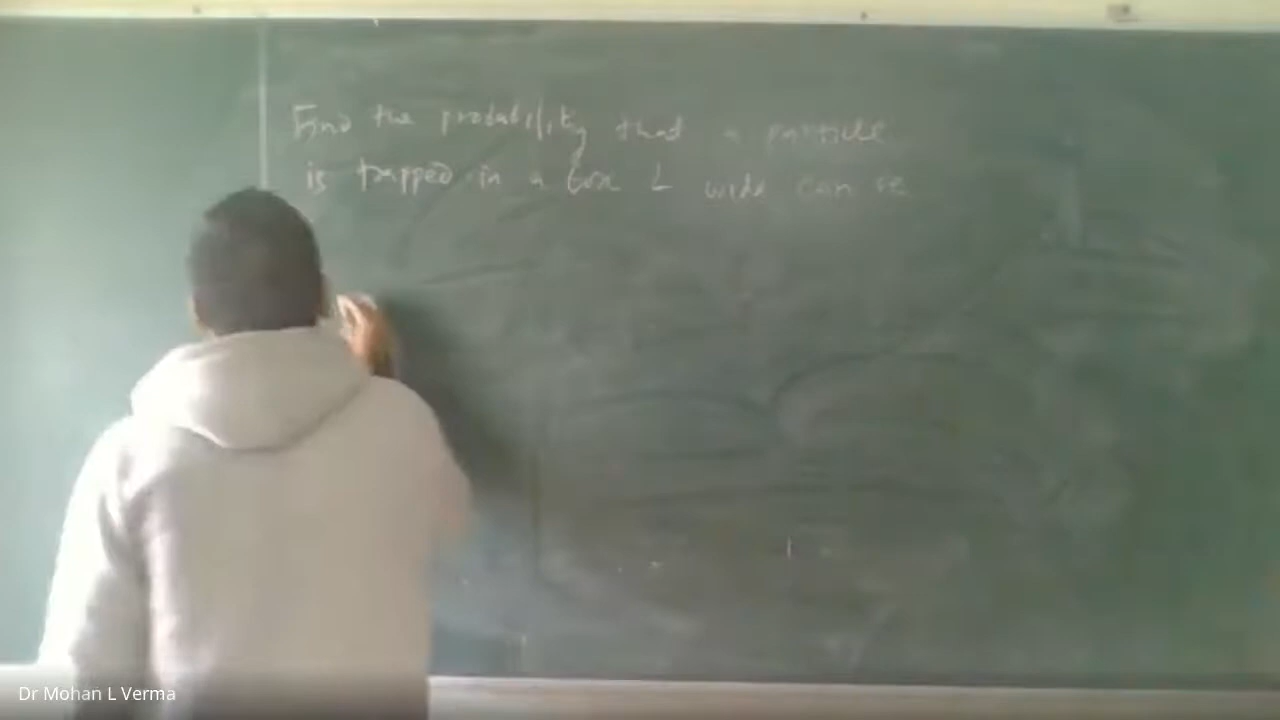 Find the probability that a particle
is trapped in a box L wide can be
Dr Mohan L Verma